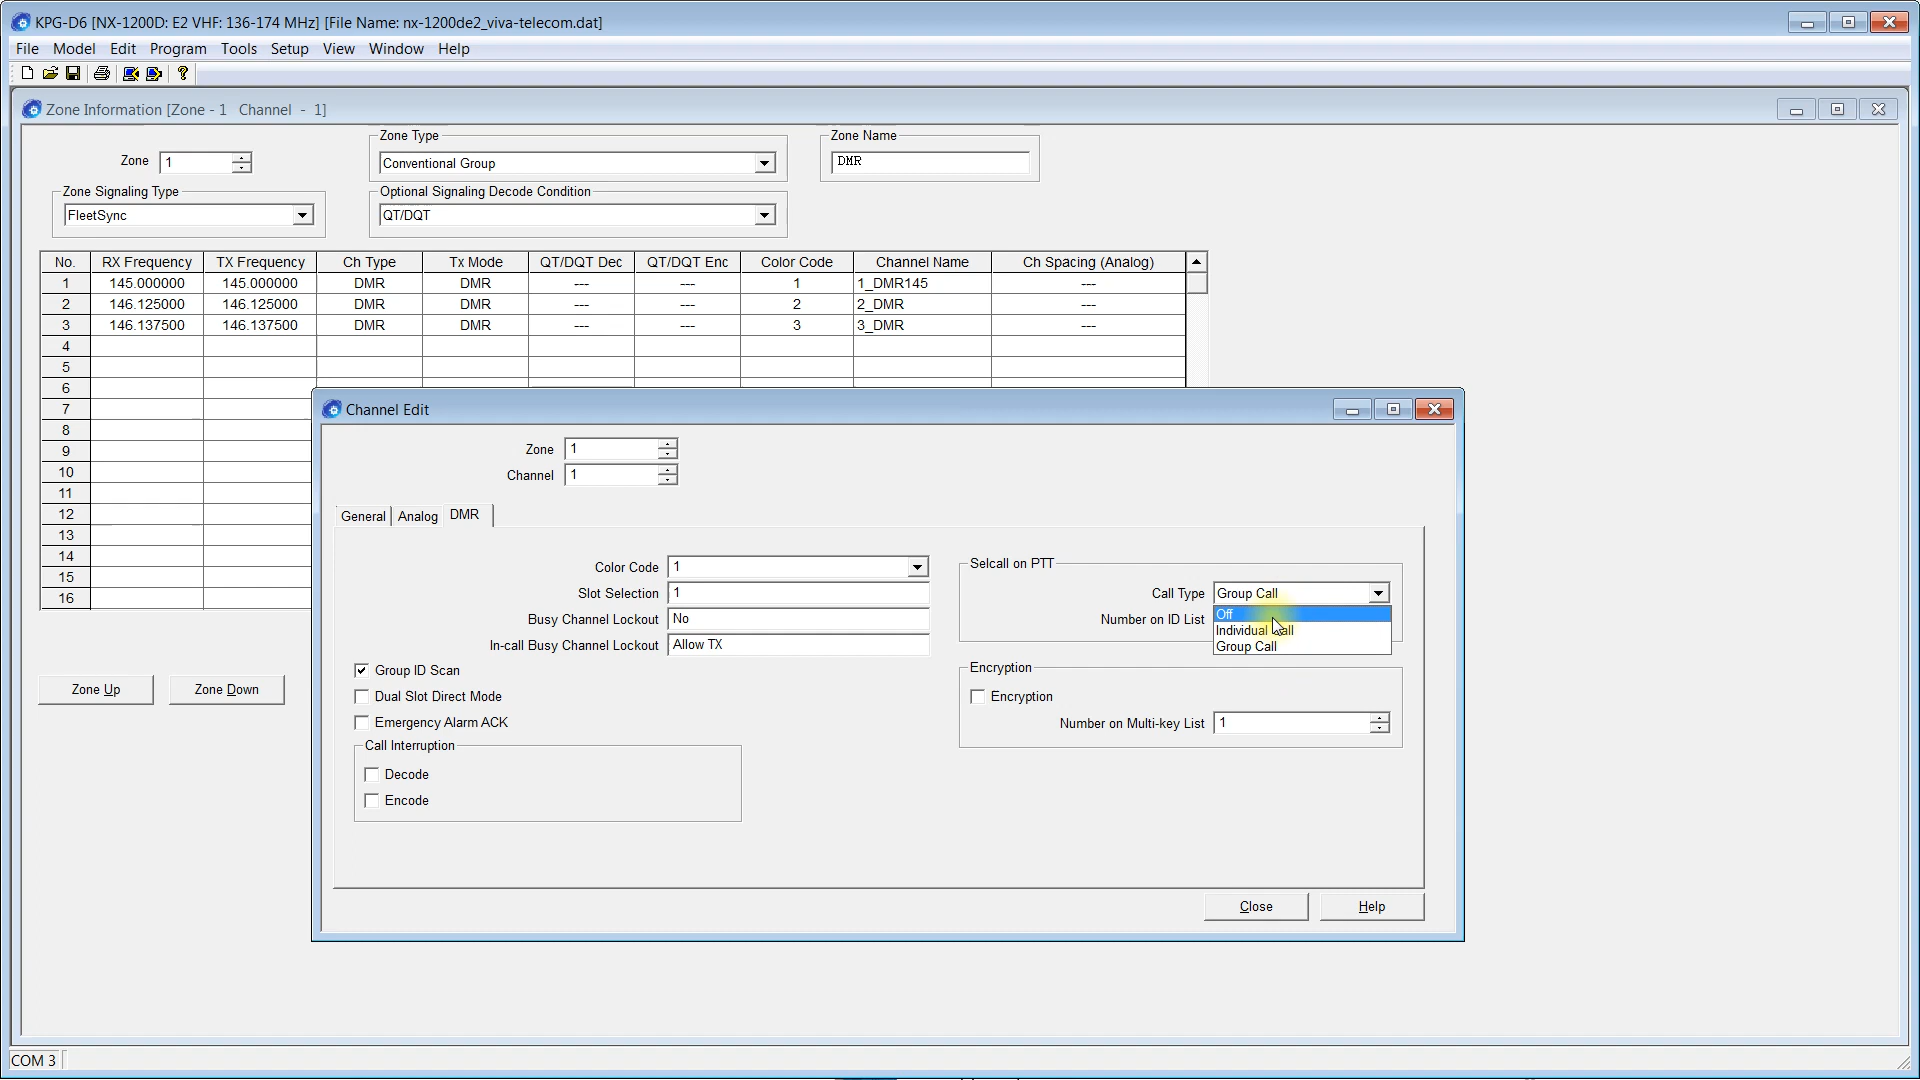 KPG-D6 [NX-1200D: E2 VHF: 136-174 MHz] [File Name: nx-1200de2_viva-telecom.dat]
File Model Edit Program Tools Setup View Window Help
Zone Information [Zone - 1 Channel - 1]
Zone Type
Zone Name
Zone 1
Conventional Group
DMR
Zone Signaling Type
Optional Signaling Decode Condition
FleetSync
QT/DQT
No. RX Frequency TX Frequency Ch Type Tx Mode QT/DQT Dec QT/DQT Enc Color Code Channel Name Ch Spacing (Analog)
1 145.000000 145.000000 DMR DMR --- --- 1 1_DMR145 ---
2 146.125000 146.125000 DMR DMR --- --- 2 2_DMR ---
3 146.137500 146.137500 DMR DMR --- --- 3 3_DMR ---
4
5
6
7
8
9
10
11
12
13
14
15
16
Zone Up Zone Down
Channel Edit
Zone 1
Channel 1
General Analog DMR
Color Code 1
Slot Selection 1
Busy Channel Lockout No
In-call Busy Channel Lockout Allow TX
Group ID Scan
Dual Slot Direct Mode
Emergency Alarm ACK
Call Interruption
Decode
Encode
Selcall on PTT
Call Type Group Call
Off
Number on ID List
Individual Call
Group Call
Encryption
Encryption
Number on Multi-key List 1
Close Help
COM 3